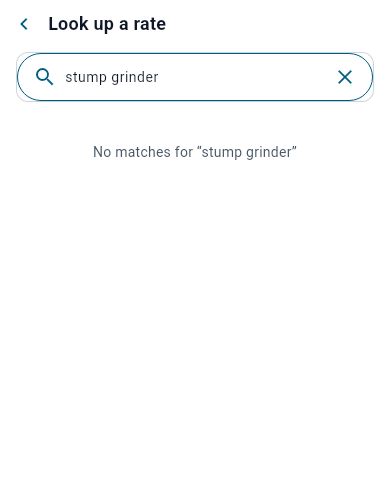 Look up a rate
stump grinder
No matches for “stump grinder”